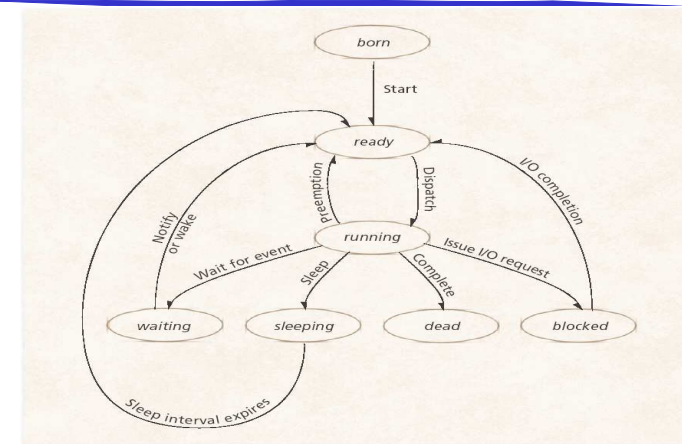 born
Start
ready
Preemption
Dispatch
I/O completion
Notify
or wake
running
Wait for event
Sleep
Complete
Issue I/O request
waiting
sleeping
dead
blocked
Sleep interval expires